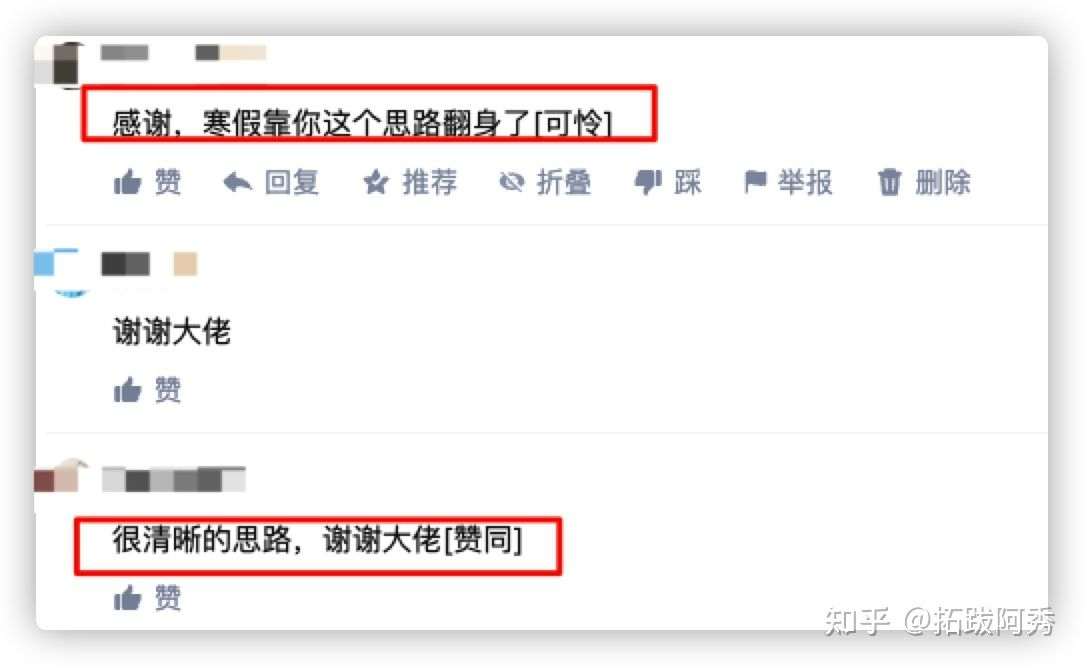 感谢，寒假靠你这个思路翻身了[可怜]
赞 回复 推荐 折叠 踩 举报 删除
谢谢大佬
赞
很清晰的思路，谢谢大佬[赞同]
赞
知乎 @拓跋阿秀